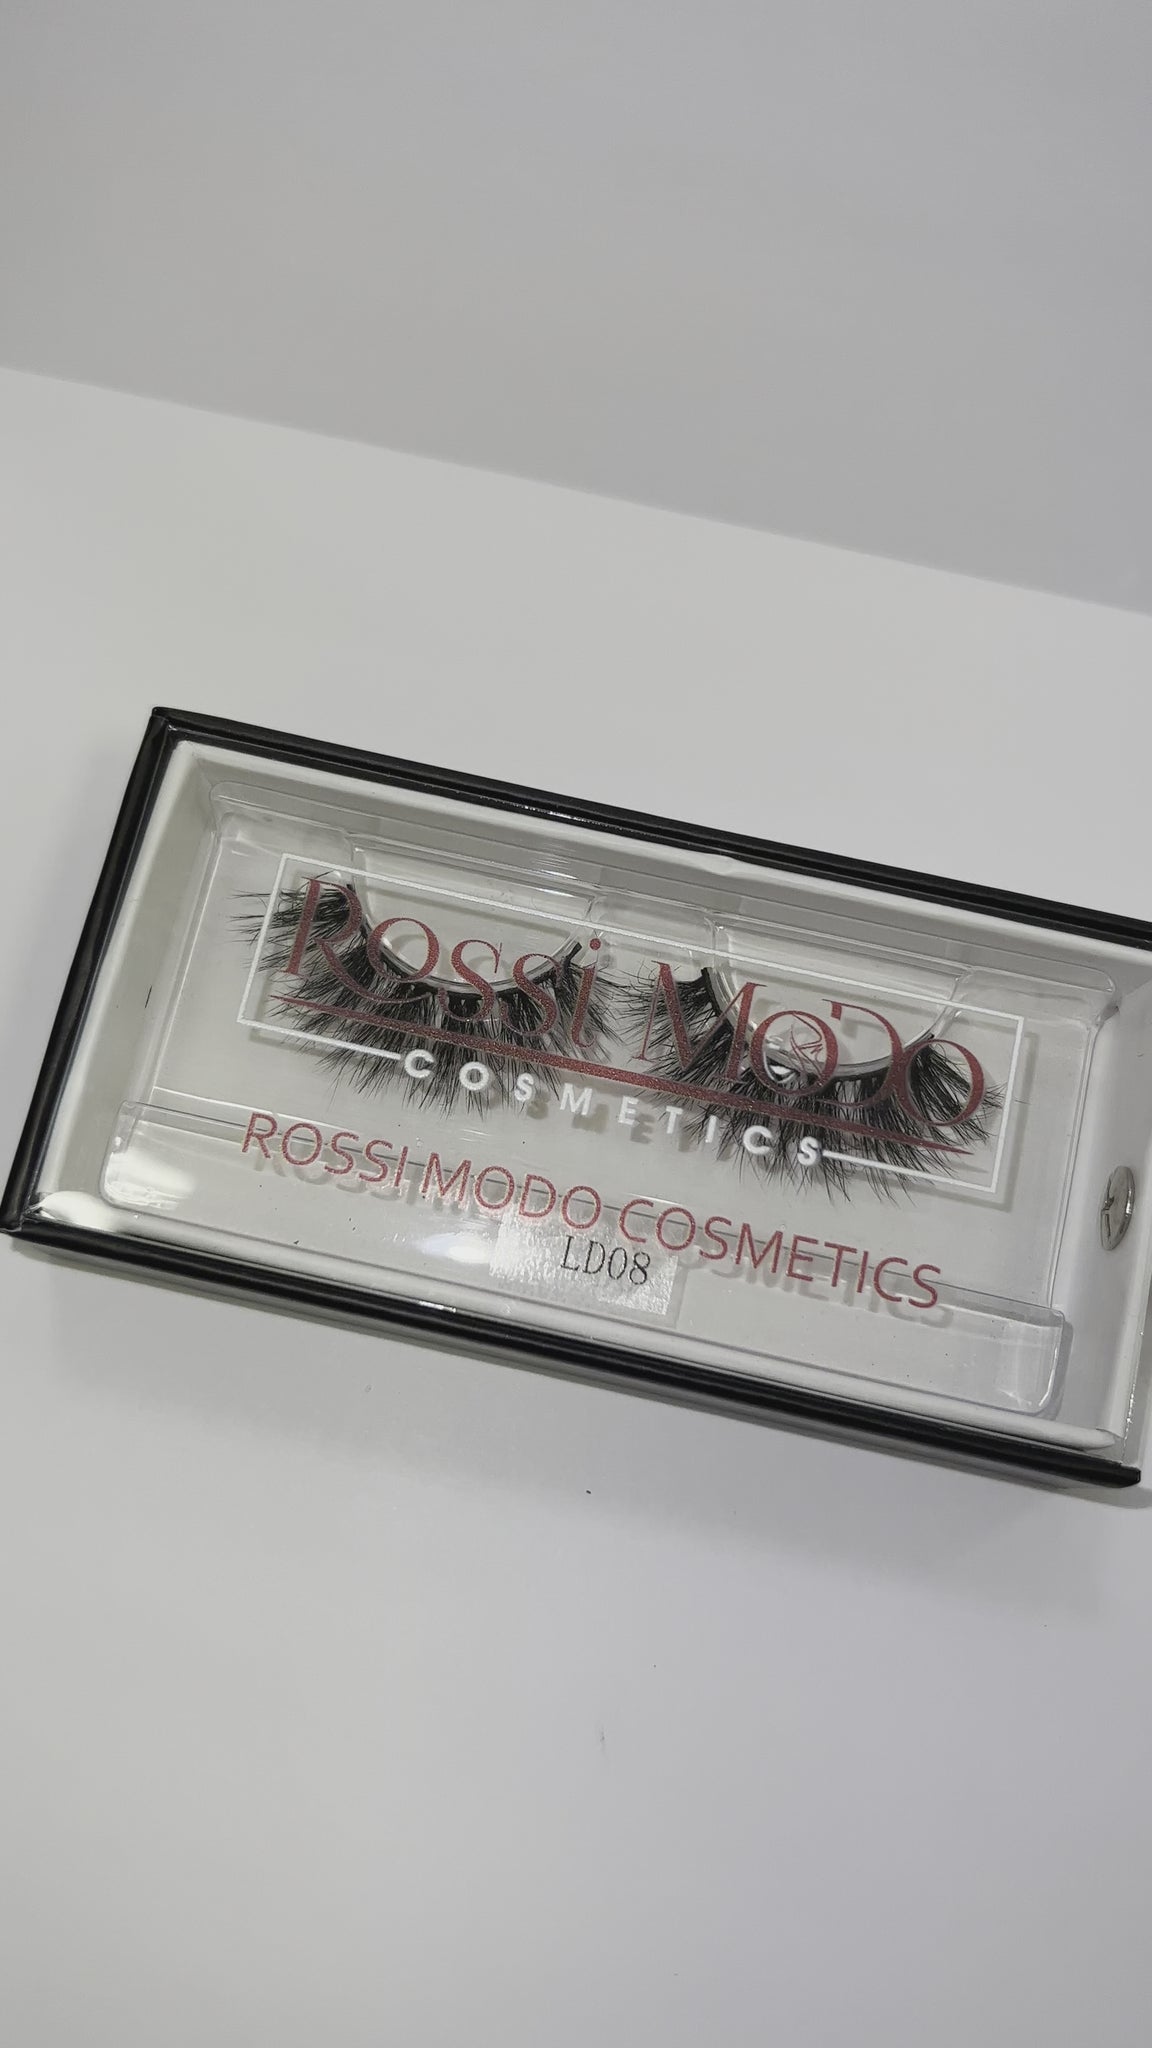 Rossi Modo
COSMETICS
ROSSI MODO COSMETICS
LD08